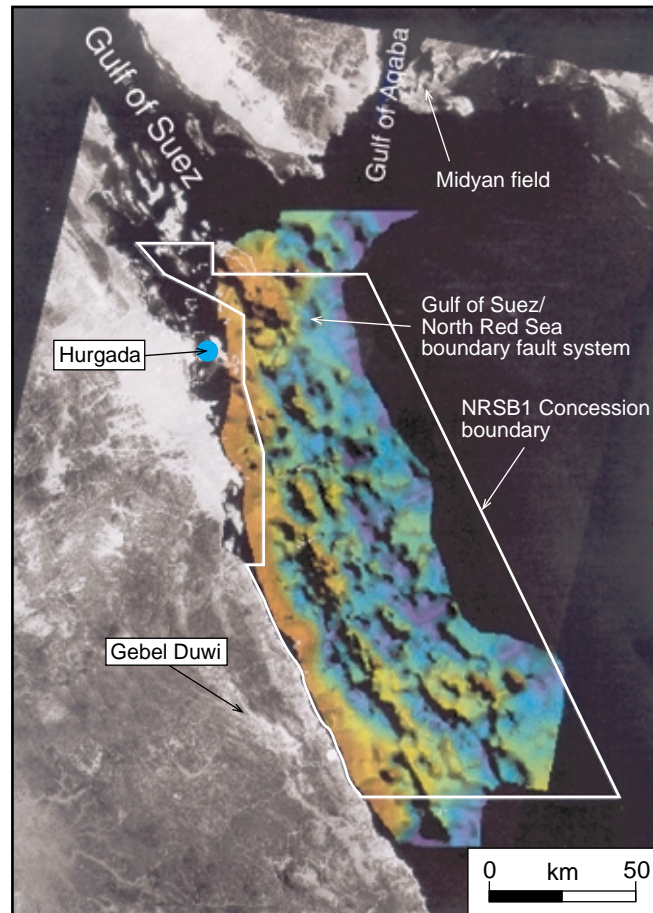 Gulf of Suez
Gulf of Aqaba
Midyan field
Gulf of Suez/
North Red Sea
boundary fault system
Hurgada
NRSB1 Concession
boundary
Gebel Duwi
0 km 50